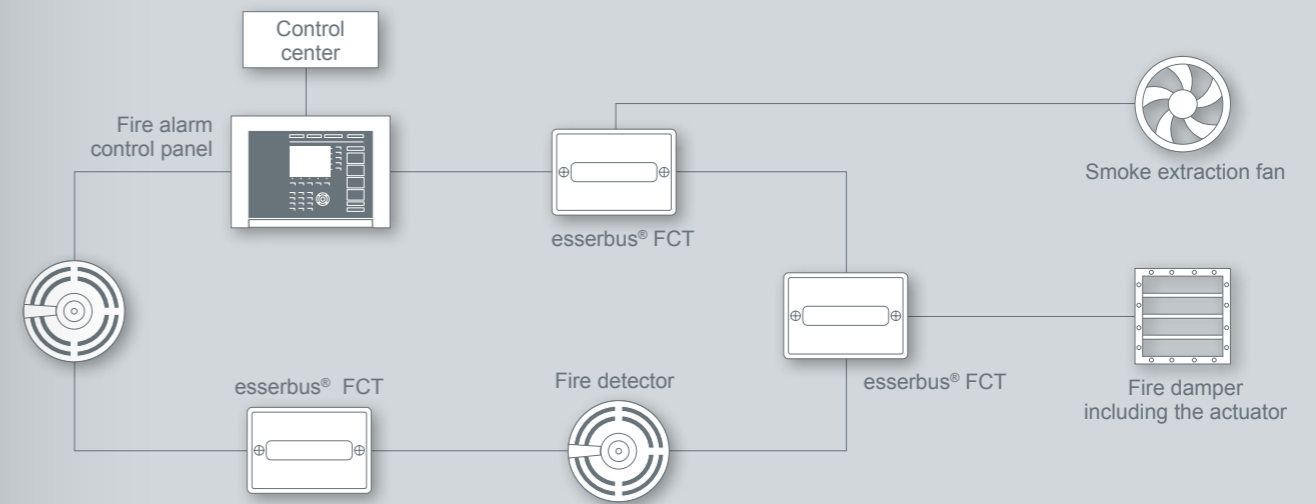 Control
center
Fire alarm
control panel
Smoke extraction fan
esserbus® FCT
esserbus® FCT
Fire detector
esserbus® FCT
Fire damper
including the actuator